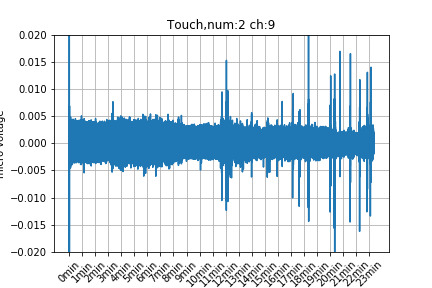 Touch,num:2 ch:9
0.020
0.015
0.010
0.005
0.000
−0.005
−0.010
−0.015
−0.020
0min
1min
2min
3min
4min
5min
6min
7min
8min
9min
10min
11min
12min
13min
14min
15min
16min
17min
18min
19min
20min
21min
22min
23min